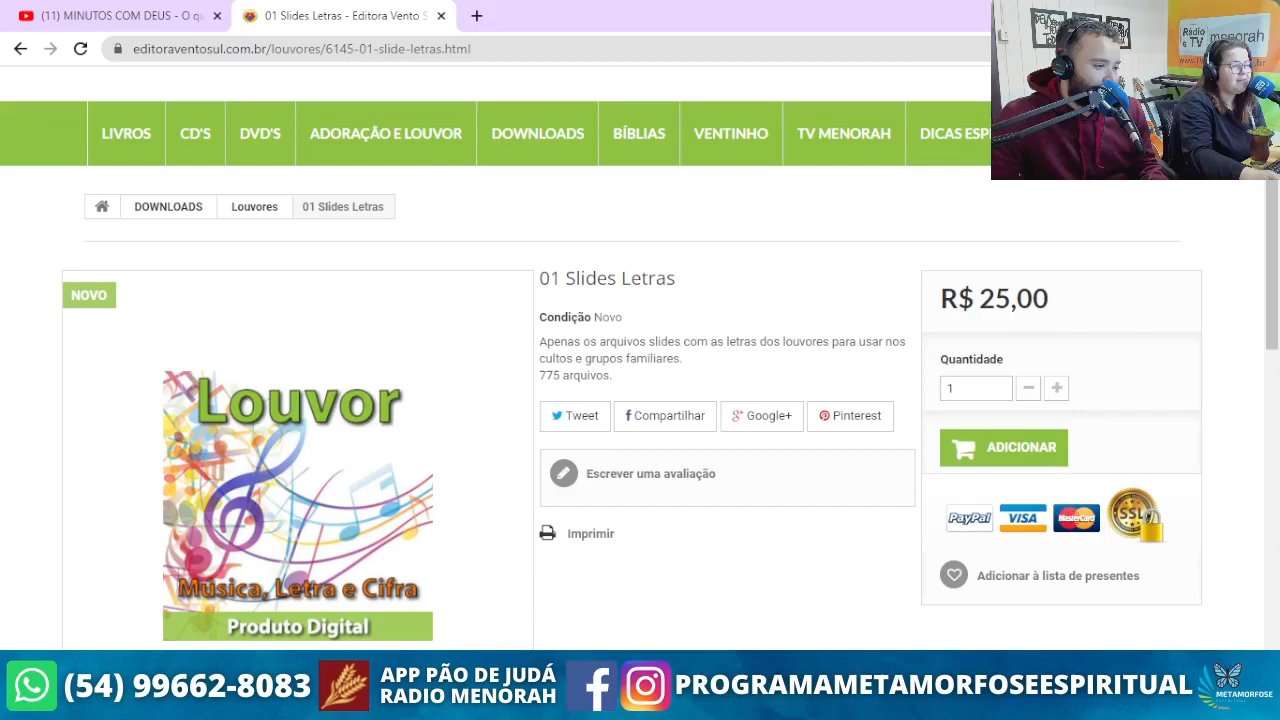 (11) MINUTOS COM DEUS - O qu
01 Slides Letras - Editora Vento S
editoraventosul.com.br/louvores/6145-01-slide-letras.html
LIVROS
CD'S
DVD'S
ADORAÇÃO E LOUVOR
DOWNLOADS
BÍBLIAS
VENTINHO
TV MENORAH
DICAS ESP
Rádio
e TV
msnorah
DOWNLOADS
Louvores
01 Slides Letras
NOVO
Louvor
Música, Letra e Cifra
Produto Digital
01 Slides Letras
Condição Novo
Apenas os arquivos slides com as letras dos louvores para usar nos
cultos e grupos familiares.
775 arquivos.
Tweet
Compartilhar
Google+
Pinterest
Escrever uma avaliação
Imprimir
R$ 25,00
Quantidade
1
ADICIONAR
PayPal
VISA
MasterCard
SSL
Adicionar à lista de presentes
(54) 99662-8083
APP PÃO DE JUDÁ
RADIO MENORAH
PROGRAMAMETAMORFOSEESPIRITUAL
METAMORFOSE